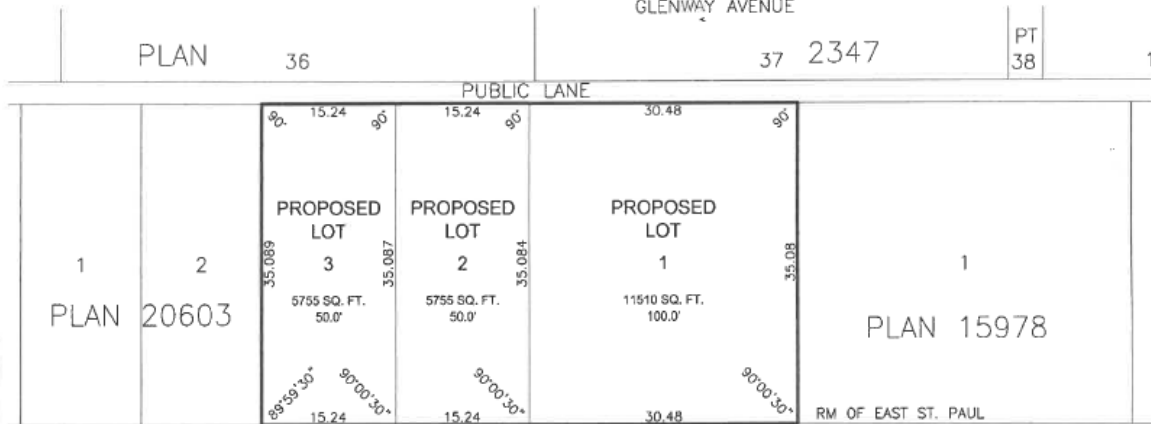 GLENWAY AVENUE
PLAN 36
37 2347
PT
38
PUBLIC LANE
15.24
15.24
30.48
90°
90°
90°
90°
PROPOSED
LOT
3
5755 SQ. FT.
50.0'
PROPOSED
LOT
2
5755 SQ. FT.
50.0'
PROPOSED
LOT
1
11510 SQ. FT.
100.0'
35.089
35.087
35.084
35.08
1
2
PLAN 20603
1
PLAN 15978
89°59'30"
90°00'30"
90°00'30"
90°00'30"
15.24
15.24
30.48
RM OF EAST ST. PAUL